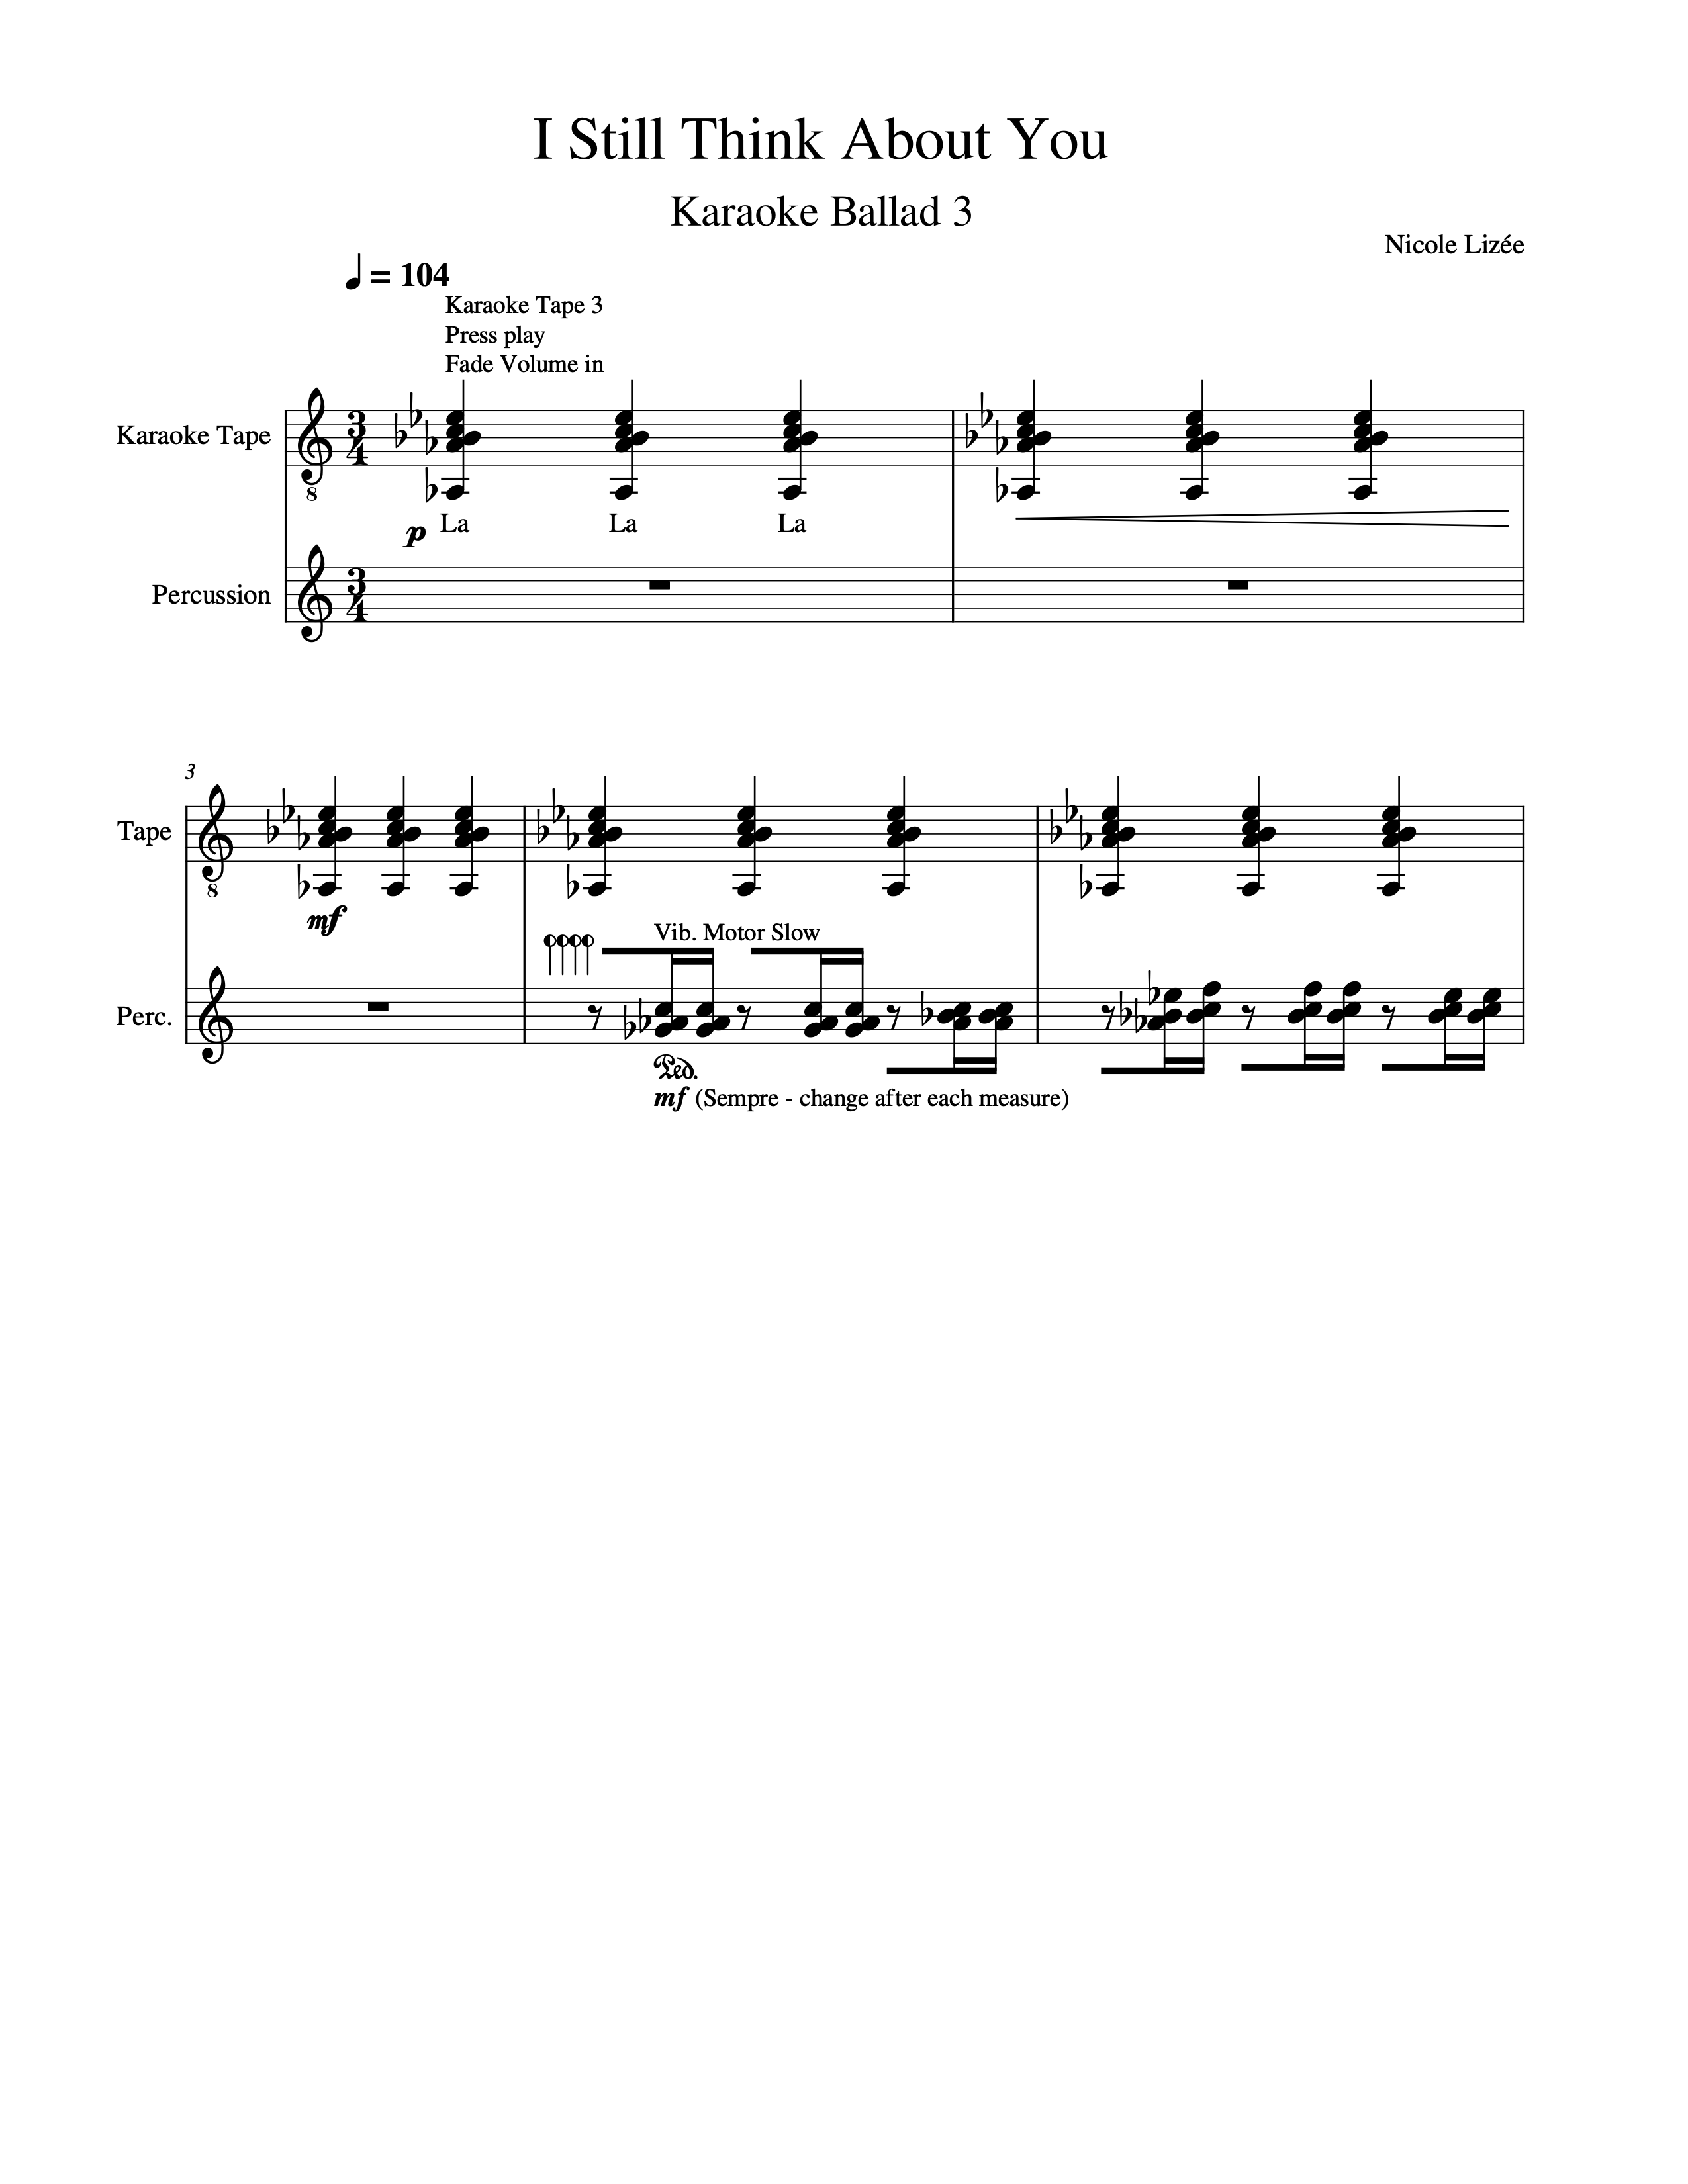 I Still Think About You
Karaoke Ballad 3
Nicole Lizée
♩ = 104
Karaoke Tape 3
Press play
Fade Volume in
Karaoke Tape
3
4
8
p La La La
Percussion
3
4
3
Tape
8
mf
Vib. Motor Slow
Perc.
Ped.
mf (Sempre - change after each measure)